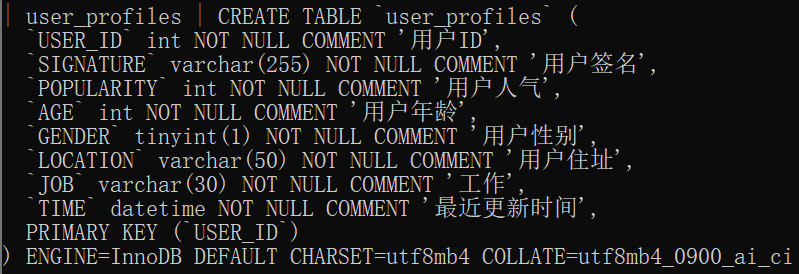 | user_profiles | CREATE TABLE `user_profiles` (
`USER_ID` int NOT NULL COMMENT '用户ID',
`SIGNATURE` varchar(255) NOT NULL COMMENT '用户签名',
`POPULARITY` int NOT NULL COMMENT '用户人气',
`AGE` int NOT NULL COMMENT '用户年龄',
`GENDER` tinyint(1) NOT NULL COMMENT '用户性别',
`LOCATION` varchar(50) NOT NULL COMMENT '用户住址',
`JOB` varchar(30) NOT NULL COMMENT '工作',
`TIME` datetime NOT NULL COMMENT '最近更新时间',
PRIMARY KEY (`USER_ID`)
) ENGINE=InnoDB DEFAULT CHARSET=utf8mb4 COLLATE=utf8mb4_0900_ai_ci